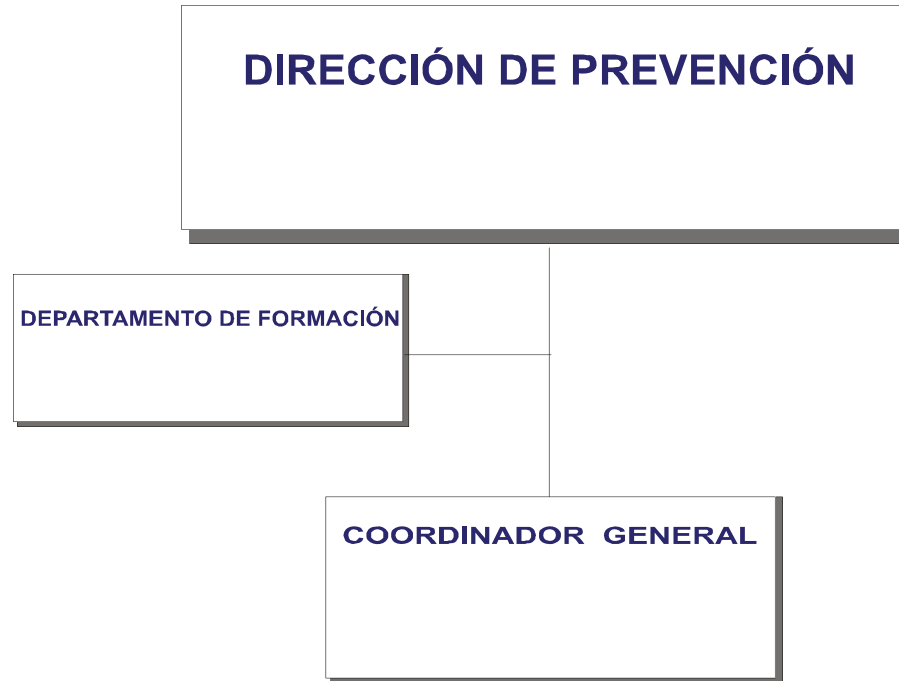 DIRECCIÓN DE PREVENCIÓN
DEPARTAMENTO DE FORMACIÓN
COORDINADOR GENERAL